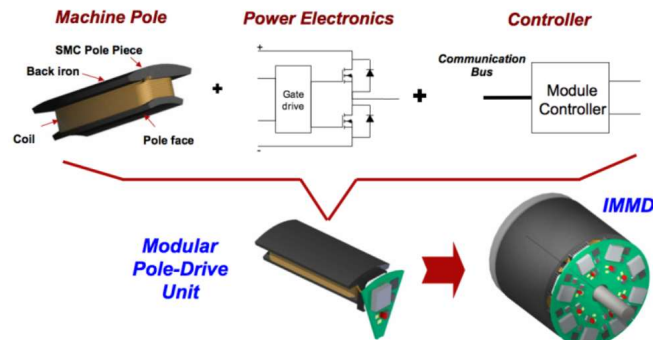 Machine Pole
Power Electronics
Controller
SMC Pole Piece
Back iron
Coil
Pole face
+
+
Gate
drive
-
+
Communication
Bus
Module
Controller
Modular
Pole-Drive
Unit
IMMD